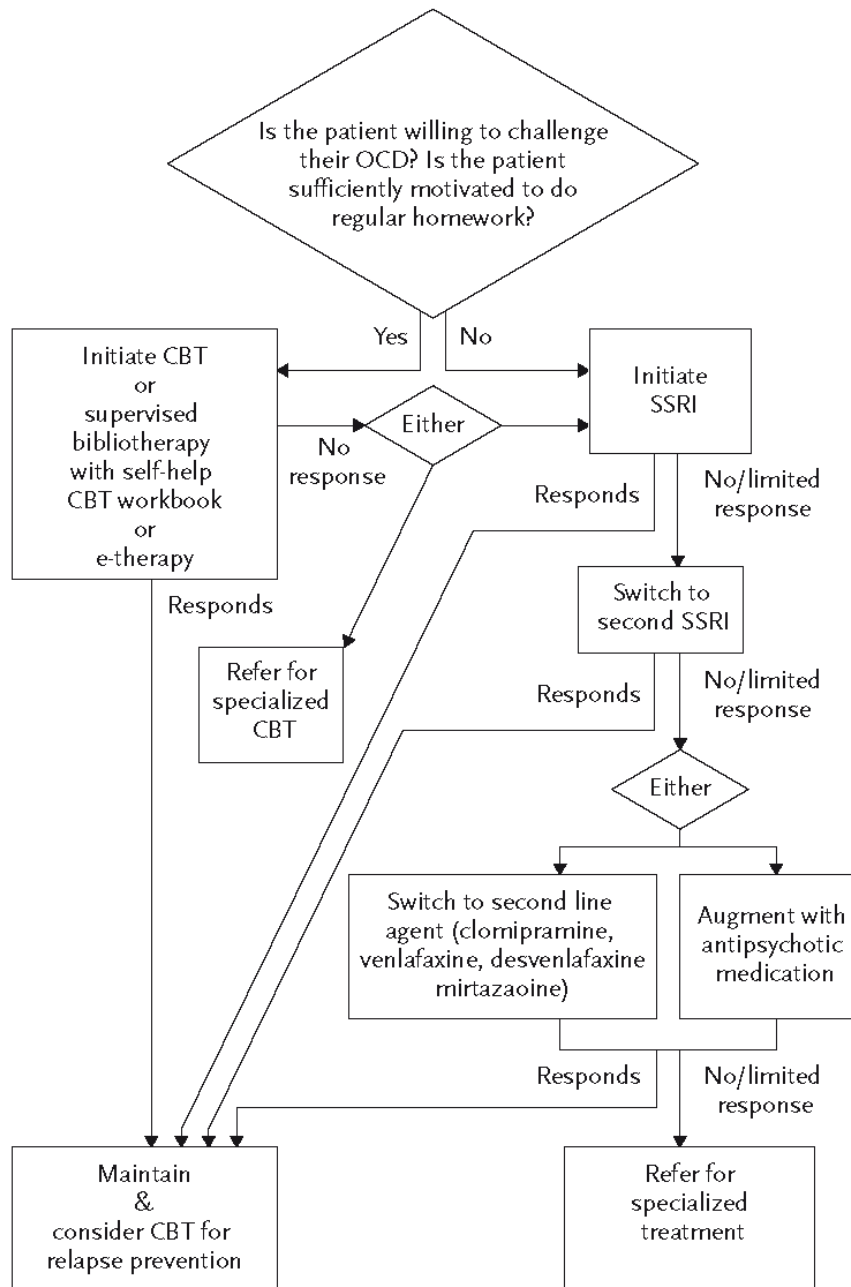 Is the patient willing to challenge
their OCD? Is the patient
sufficiently motivated to do
regular homework?
Yes
No
Initiate CBT
or
supervised
bibliotherapy
with self-help
CBT workbook
or
e-therapy
No
response
Either
Initiate
SSRI
Responds
No/limited
response
Responds
Refer for
specialized
CBT
Switch to
second SSRI
Responds
No/limited
response
Either
Switch to second line
agent (clomipramine,
venlafaxine, desvenlafaxine
mirtazaoine)
Augment with
antipsychotic
medication
Responds
No/limited
response
Maintain
&
consider CBT for
relapse prevention
Refer for
specialized
treatment